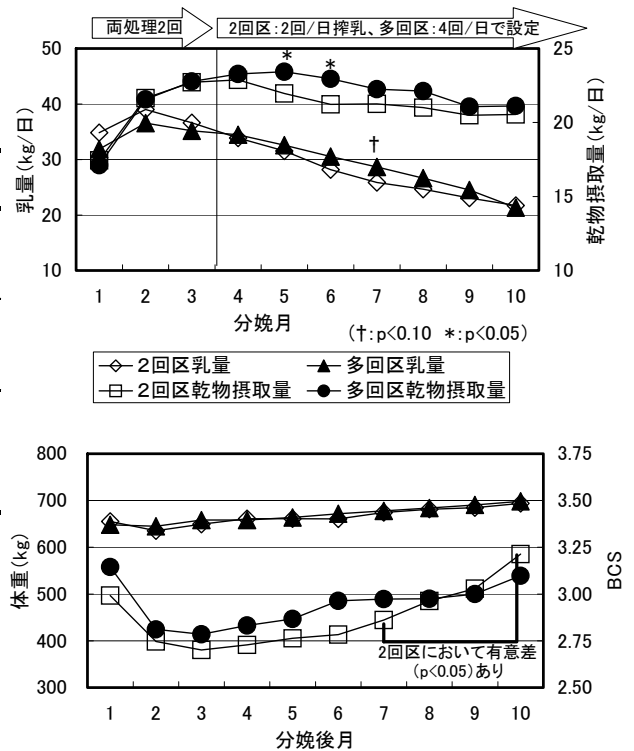 両処理2回
2回区:2回/日搾乳、多回区:4回/日で設定
50
40
30
20
10
乳量(kg/日)
25
20
15
10
乾物摂取量(kg/日)
* *
†
1 2 3 4 5 6 7 8 9 10
分娩月
(†:p<0.10 *:p<0.05)
2回区乳量 多回区乳量
2回区乾物摂取量 多回区乾物摂取量
800
700
600
500
400
300
体重(kg)
3.75
3.50
3.25
3.00
2.75
2.50
BCS
2回区において有意差
(p<0.05)あり
1 2 3 4 5 6 7 8 9 10
分娩後月